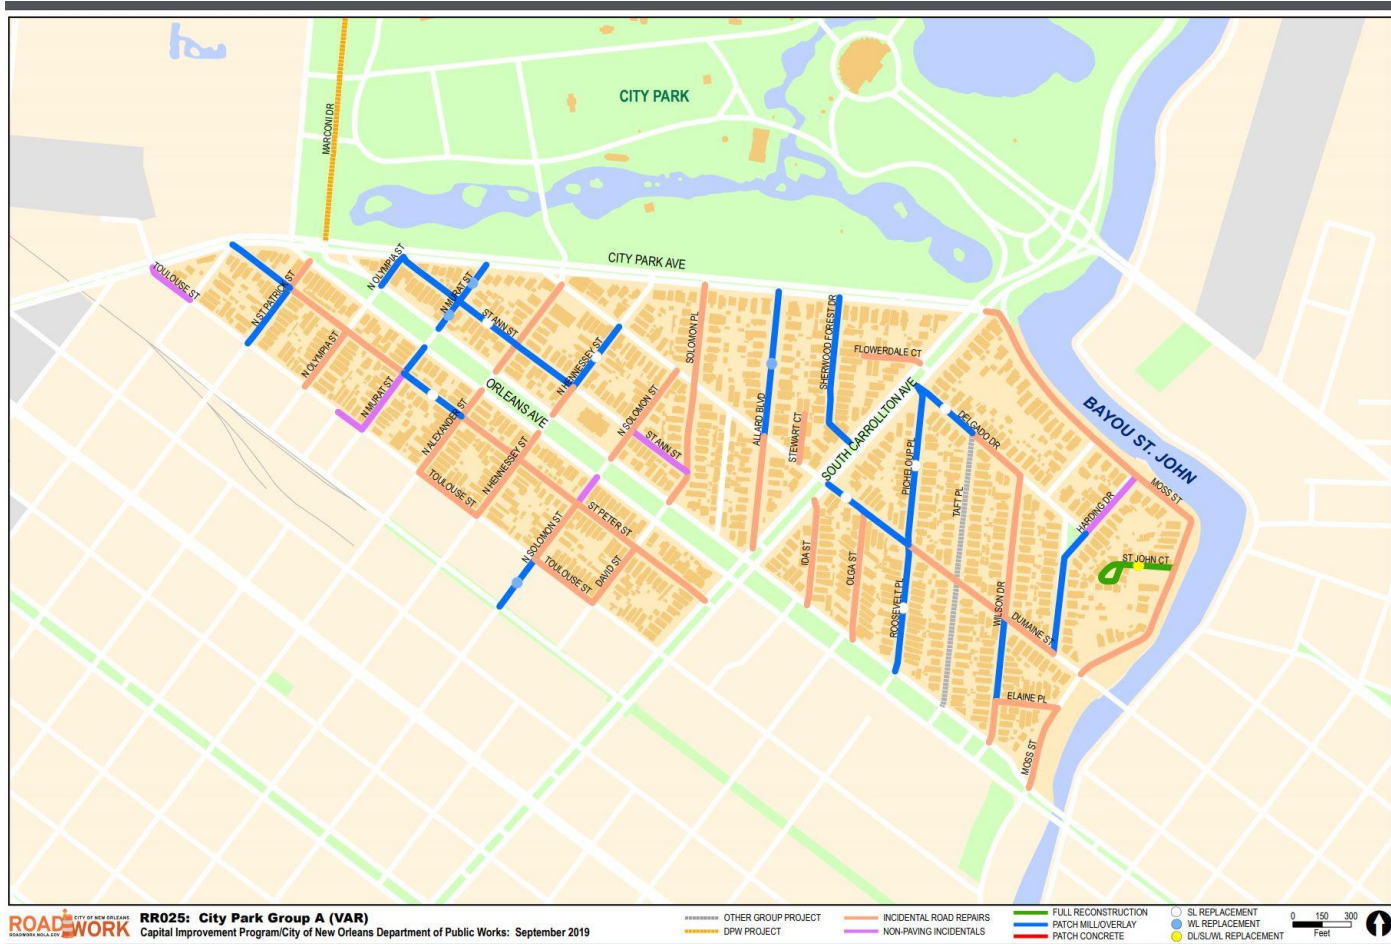 CITY PARK
MARCONI DR
CITY PARK AVE
TOULOUSE ST
N ST PATRICK ST
N OLYMPIA ST
N OLYMPIA ST
N MURAT ST
ST ANN ST
N MURAT ST
N HENNESSEY ST
ORLEANS AVE
SOLOMON PL
N SOLOMON ST
ST ANN ST
ALLARD BLVD
STEWART CT
SHERWOOD FOREST DR
FLOWERDALE CT
SOUTH CARROLLTON AVE
N ALEXANDER ST
N HENNESSEY ST
TOULOUSE ST
ST PETER ST
N SOLOMON ST
TOULOUSE ST
DAVID ST
DELGADO DR
PICHELOUP PL
TAFT PL
IDA ST
OLGA ST
ROOSEVELT PL
WILSON DR
DUMAINE ST
BAYOU ST. JOHN
MOSS ST
HARDING DR
ST JOHN CT
ELAINE PL
MOSS ST
ROADWORK
CITY OF NEW ORLEANS
ROADWORK.NOLA.GOV
RR025: City Park Group A (VAR)
Capital Improvement Program/City of New Orleans Department of Public Works: September 2019
OTHER GROUP PROJECT
DPW PROJECT
INCIDENTAL ROAD REPAIRS
NON-PAVING INCIDENTALS
FULL RECONSTRUCTION
PATCH MILL/OVERLAY
PATCH CONCRETE
SL REPLACEMENT
WL REPLACEMENT
DL/SL/WL REPLACEMENT
0 150 300
Feet